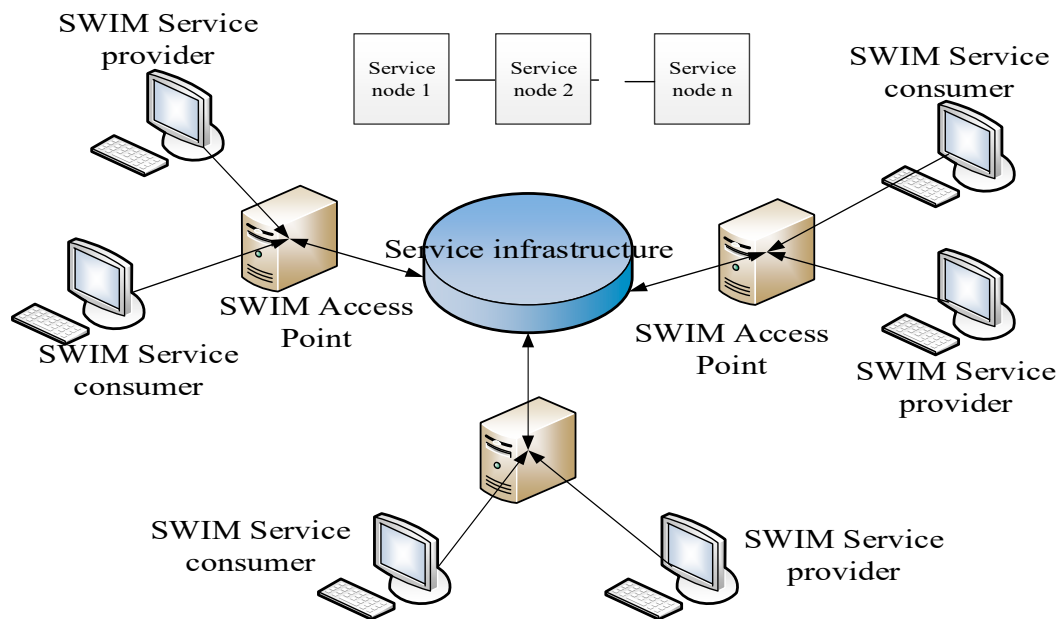 SWIM Service
provider
Service
node 1
Service
node 2
Service
node n
SWIM Service
consumer
Service infrastructure
SWIM Access
Point
SWIM Access
Point
SWIM Service
consumer
SWIM Service
provider
SWIM Service
consumer
SWIM Service
provider